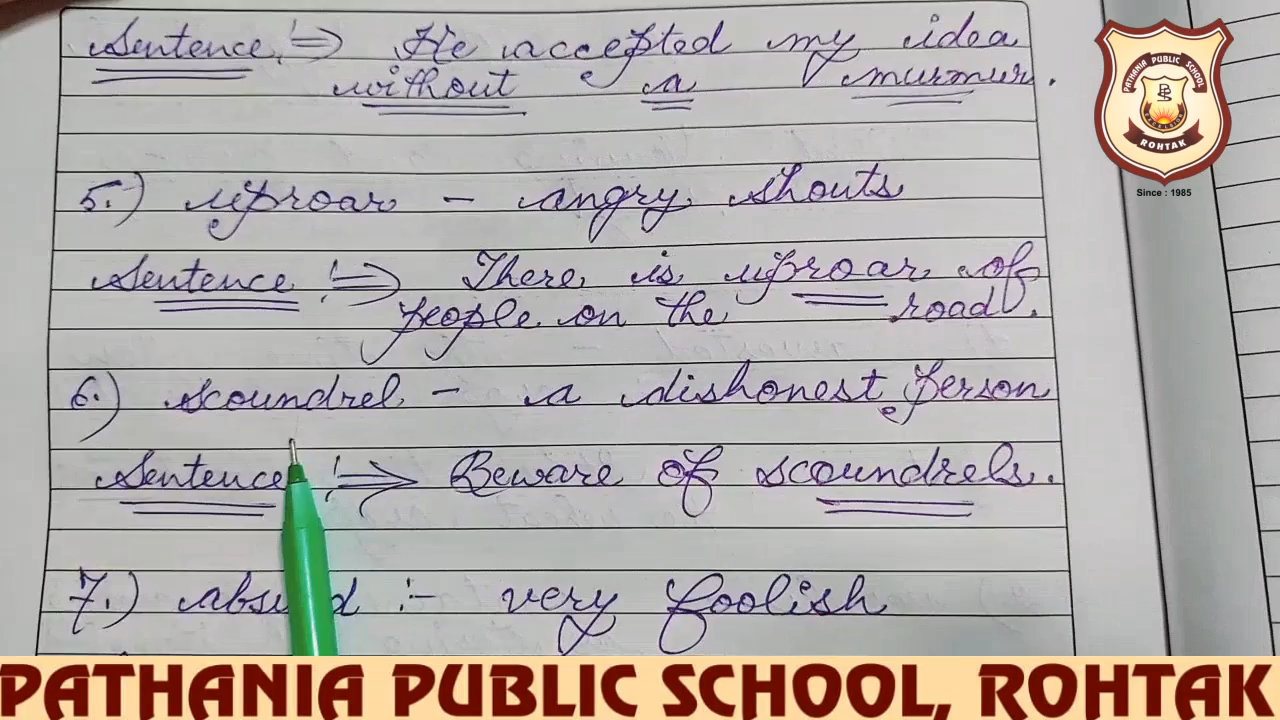 Sentence :⇒ He accepted my idea
without a murmur.
5.) uproar - angry shouts
Sentence :⇒ There is uproar of
people on the road.
6.) scoundrel - a dishonest person
Sentence :⇒ Beware of scoundrels.
7.) absurd :- very foolish
PATHANIA PUBLIC SCHOOL
ROHTAK
Since : 1985
PATHANIA PUBLIC SCHOOL, ROHTAK